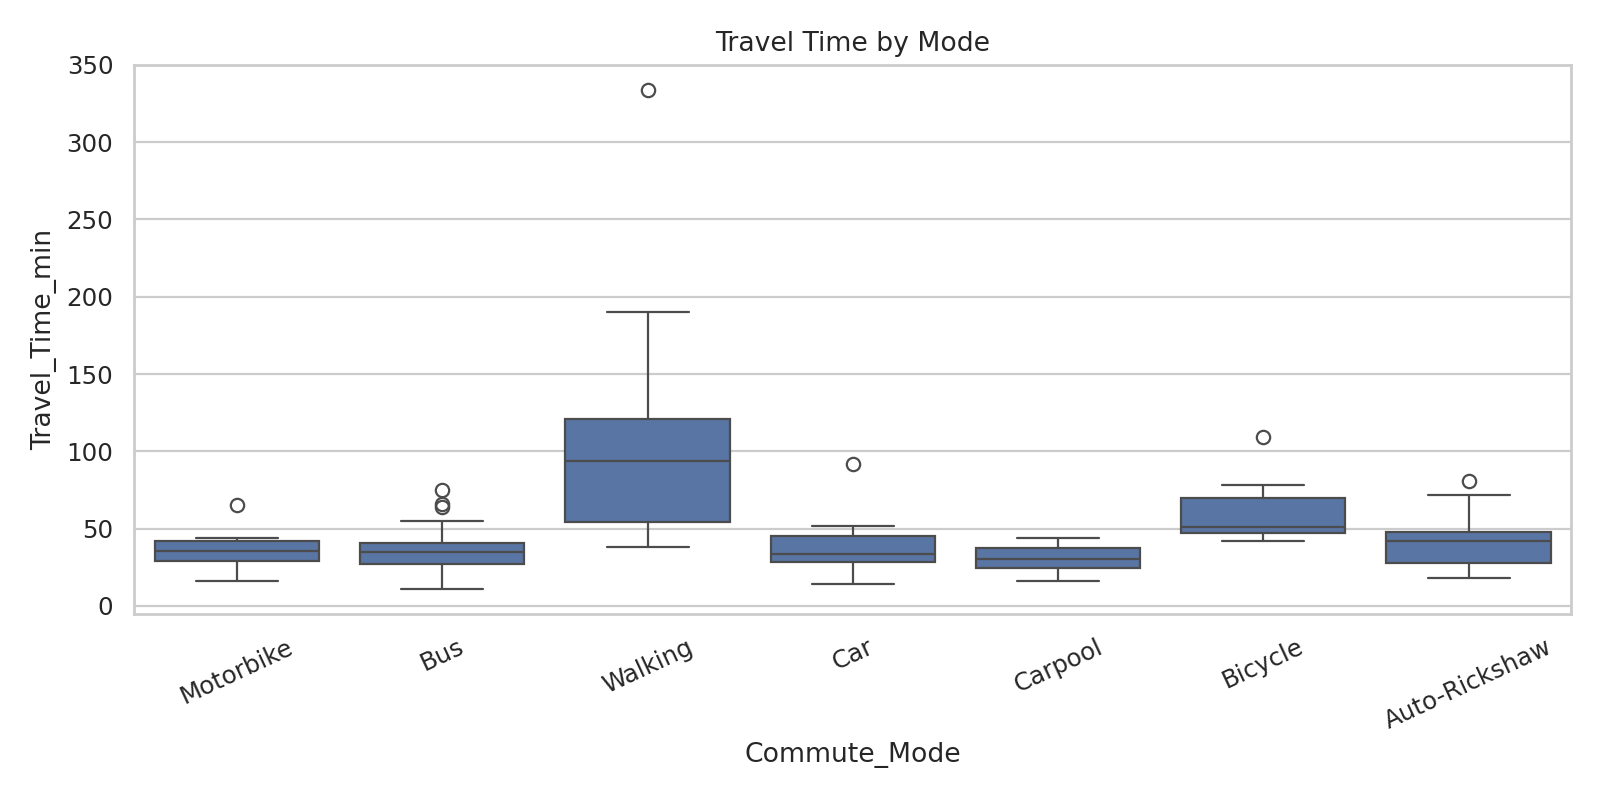 Travel Time by Mode
Travel_Time_min
350
300
250
200
150
100
50
0
Motorbike
Bus
Walking
Car
Carpool
Bicycle
Auto-Rickshaw
Commute_Mode